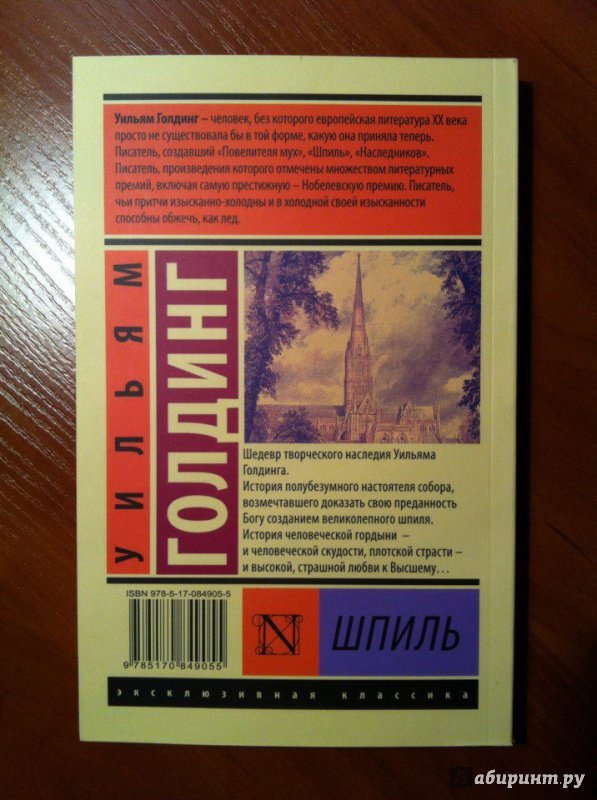 Уильям Голдинг – человек, без которого европейская литература XX века
просто не существовала бы в той форме, какую она приняла теперь.
Писатель, создавший «Повелителя мух», «Шпиль», «Наследников».
Писатель, произведения которого отмечены множеством литературных
премий, включая самую престижную – Нобелевскую премию. Писатель,
чьи притчи изысканно-холодны и в холодной своей изысканности
способны обжечь, как лед.
УИЛЬЯМ
ГОЛДИНГ
Шедевр творческого наследия Уильяма
Голдинга.
История полубезумного настоятеля собора,
возмечтавшего доказать свою преданность
Богу созданием великолепного шпиля.
История человеческой гордыни –
и человеческой скудости, плотской страсти –
и высокой, страшной любви к Высшему...
ISBN 978-5-17-084905-5
9 785170 849055
N
ШПИЛЬ
эксклюзивная классика
Лабиринт.ру